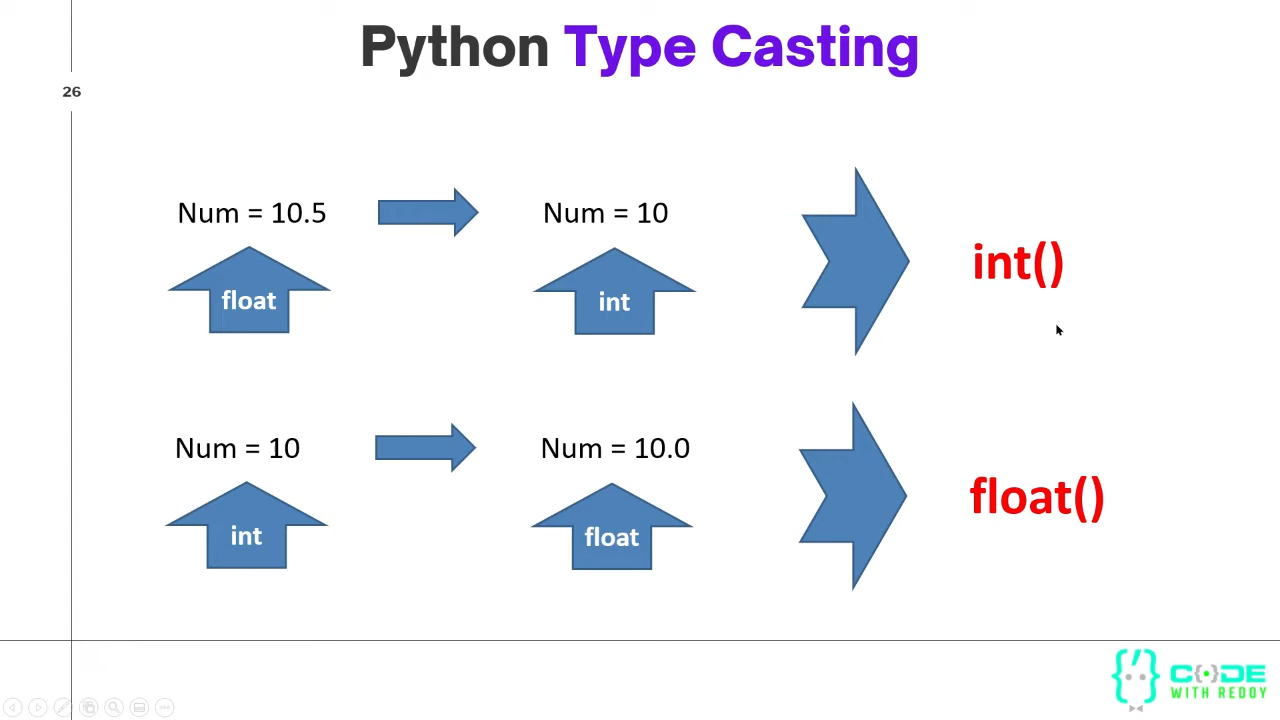 Python Type Casting
26
Num = 10.5
Num = 10
int()
float
int
Num = 10
Num = 10.0
float()
int
float
CODE
WITH REDDY